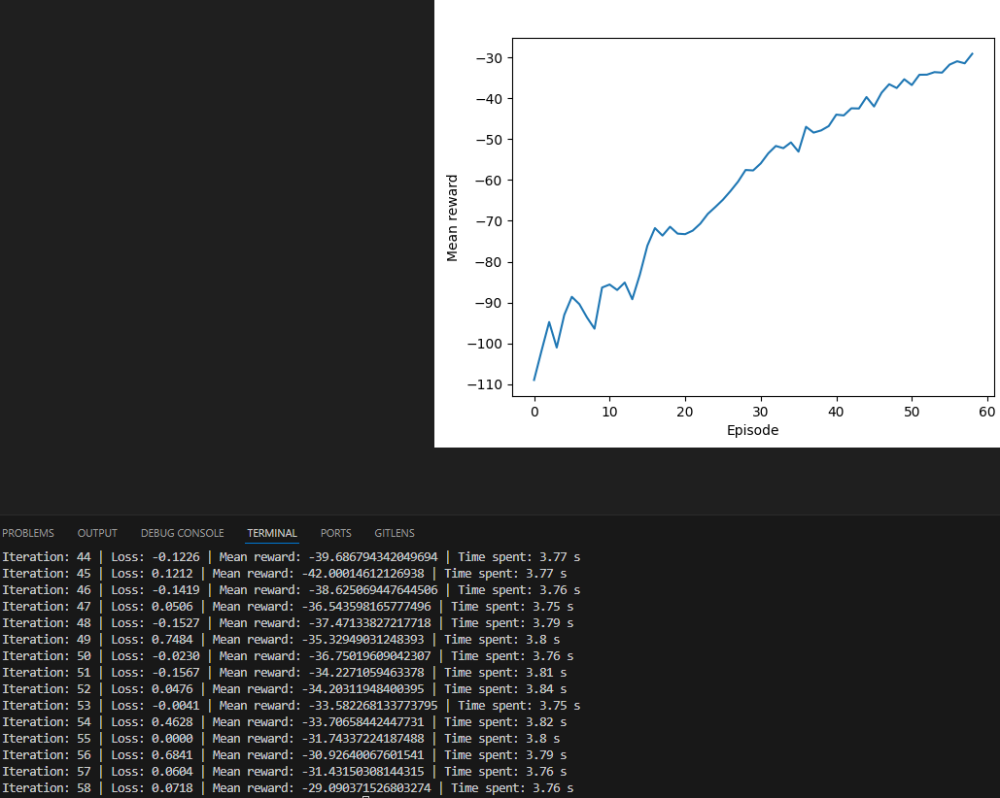 −30
−40
−50
−60
−70
−80
−90
−100
−110
Mean reward
0 10 20 30 40 50 60
Episode
PROBLEMS OUTPUT DEBUG CONSOLE TERMINAL PORTS GITLENS
Iteration: 44 | Loss: -0.1226 | Mean reward: -39.686794342049694 | Time spent: 3.77 s
Iteration: 45 | Loss: 0.1212 | Mean reward: -42.00014612126938 | Time spent: 3.77 s
Iteration: 46 | Loss: -0.1419 | Mean reward: -38.625069447644506 | Time spent: 3.76 s
Iteration: 47 | Loss: 0.0506 | Mean reward: -36.543598165777496 | Time spent: 3.75 s
Iteration: 48 | Loss: -0.1527 | Mean reward: -37.47133827217718 | Time spent: 3.79 s
Iteration: 49 | Loss: 0.7484 | Mean reward: -35.32949031248393 | Time spent: 3.8 s
Iteration: 50 | Loss: -0.0230 | Mean reward: -36.75019609042307 | Time spent: 3.76 s
Iteration: 51 | Loss: -0.1567 | Mean reward: -34.2271059463378 | Time spent: 3.81 s
Iteration: 52 | Loss: 0.0476 | Mean reward: -34.20311948400395 | Time spent: 3.84 s
Iteration: 53 | Loss: -0.0041 | Mean reward: -33.582268133773795 | Time spent: 3.75 s
Iteration: 54 | Loss: 0.4628 | Mean reward: -33.70658442447731 | Time spent: 3.82 s
Iteration: 55 | Loss: 0.0000 | Mean reward: -31.74337224187488 | Time spent: 3.8 s
Iteration: 56 | Loss: 0.6841 | Mean reward: -30.92640067601541 | Time spent: 3.79 s
Iteration: 57 | Loss: 0.0604 | Mean reward: -31.43150308144315 | Time spent: 3.76 s
Iteration: 58 | Loss: 0.0718 | Mean reward: -29.090371526803274 | Time spent: 3.76 s